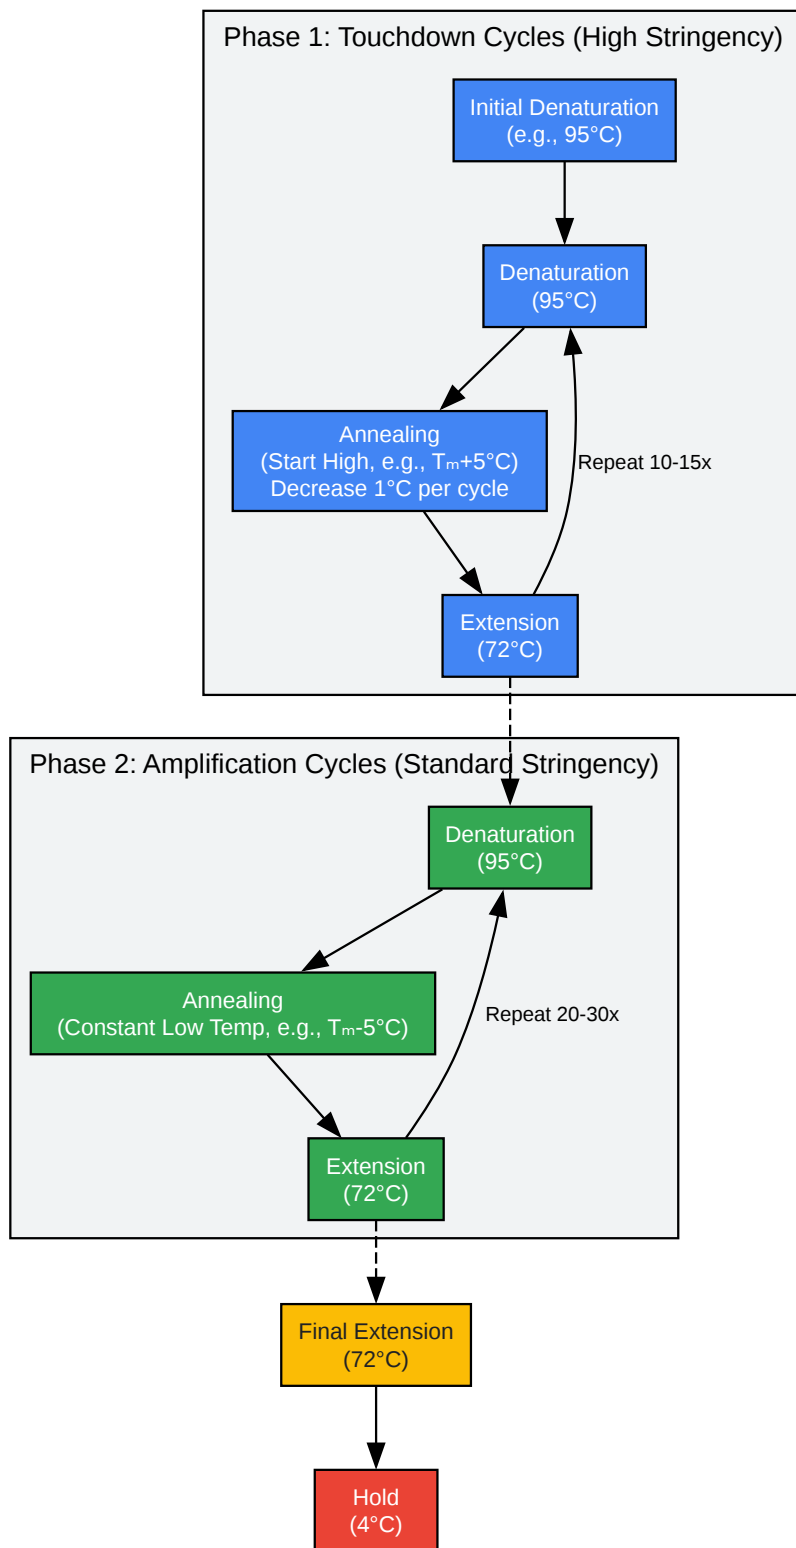 Phase 1: Touchdown Cycles (High Stringency)
Initial Denaturation
(e.g., 95°C)
Denaturation
(95°C)
Annealing
(Start High, e.g., Tₘ+5°C)
Decrease 1°C per cycle
Repeat 10-15x
Extension
(72°C)
Phase 2: Amplification Cycles (Standard Stringency)
Denaturation
(95°C)
Annealing
(Constant Low Temp, e.g., Tₘ-5°C)
Repeat 20-30x
Extension
(72°C)
Final Extension
(72°C)
Hold
(4°C)